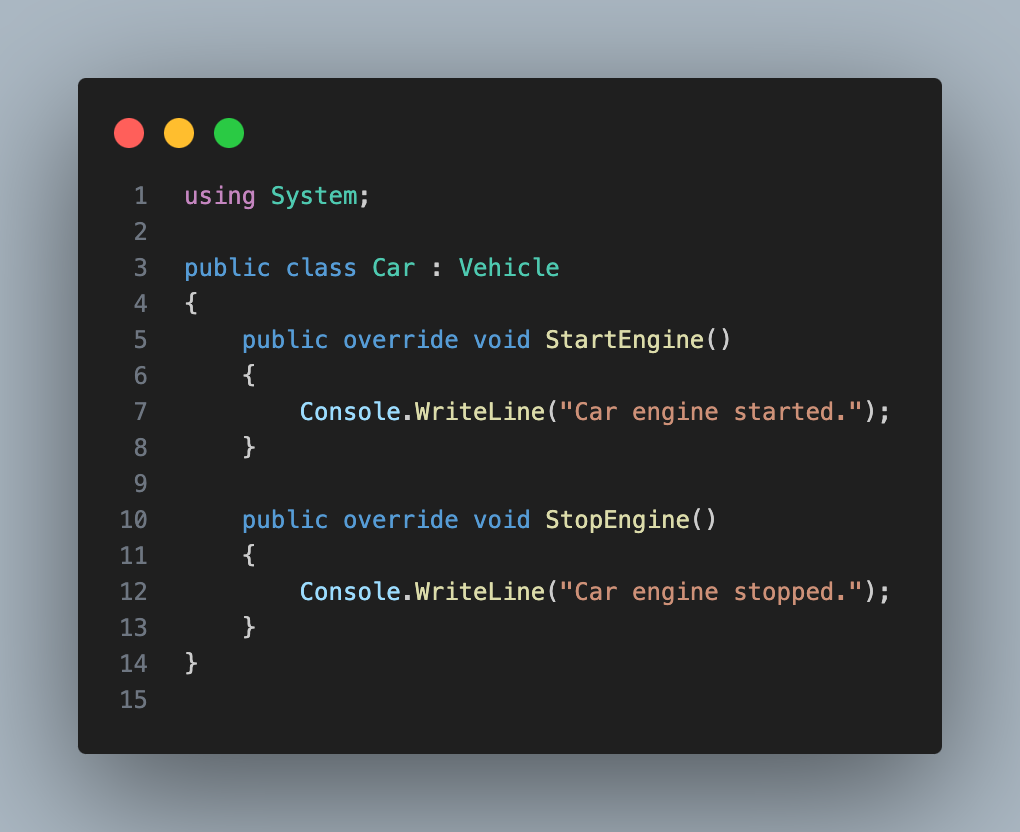 1 using System;
2
3 public class Car : Vehicle
4 {
5     public override void StartEngine()
6     {
7         Console.WriteLine("Car engine started.");
8     }
9
10     public override void StopEngine()
11     {
12         Console.WriteLine("Car engine stopped.");
13     }
14 }
15